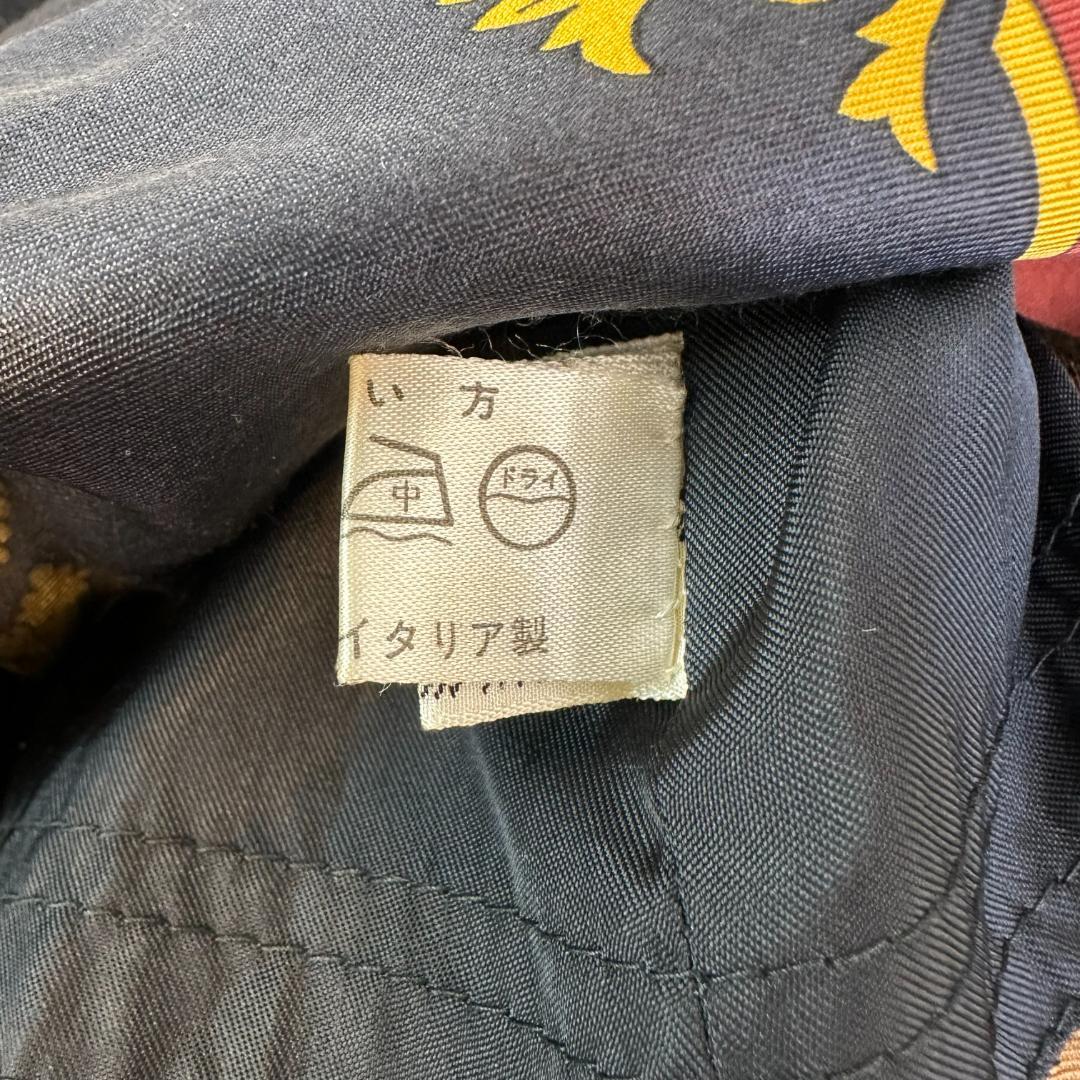 い方
中 ドライ
イタリア製